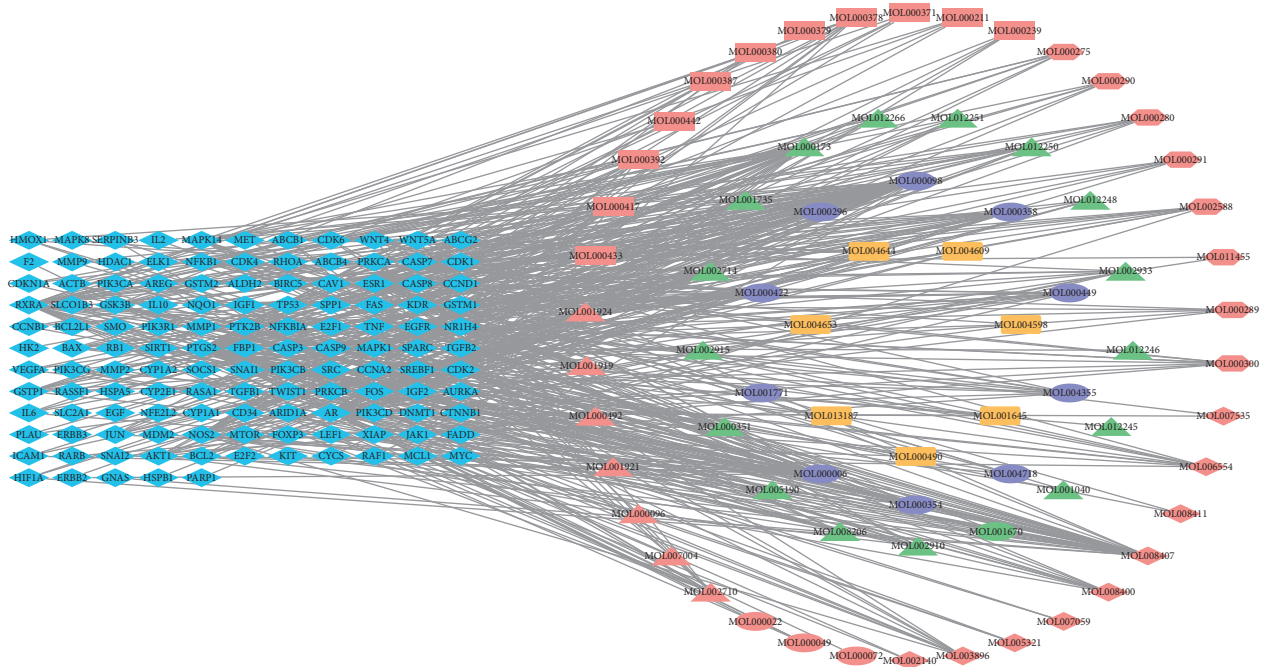 HMOX1 MAPK8 SERPINB3 IL2 MAPK14 MET ABCB1 CDK6 WNT4 WNT5A ABCG2
F2 MMP9 HDAC1 ELK1 NFKB1 CDK4 RHOA ABCB4 PRKCA CASP7 CDK1
CDKN1A ACTB PIK3CA AREG GSTM2 ALDH2 BIRC5 CAV1 ESR1 CASP8 CCND1
RXRA SLCO1B3 GSK3B IL10 NQO1 IGF1 TP53 SPP1 FAS KDR GSTM1
CCNB1 BCL2L1 SMO PIK3R1 MMP1 PTK2B NFKBIA E2F1 TNF EGFR NR1H4
HK2 BAX RB1 SIRT1 PTGS2 FBP1 CASP3 CASP9 MAPK1 SPARC TGFB2
VEGFA PIK3CG MMP2 CYP1A2 SOCS1 SNAI1 PIK3CB SRC CCNA2 SREBF1 CDK2
GSTP1 RASSF1 HSPA5 CYP2E1 RASA1 TGFB1 TWIST1 PRKCB FOS IGF2 AURKA
IL6 SLC2A1 EGF NFE2L2 CYP1A1 CD34 ARID1A AR PIK3CD DNMT1 CTNNB1
PLAU ERBB3 JUN MDM2 NOS2 MTOR FOXP3 LEF1 XIAP JAK1 FADD
ICAM1 RARB SNAI2 AKT1 BCL2 E2F2 KIT CYCS RAF1 MCL1 MYC
HIF1A ERBB2 GNAS HSPB1 PARP1
MOL000371
MOL000378
MOL000211
MOL000379
MOL000239
MOL000380
MOL000275
MOL000387
MOL000290
MOL000442
MOL012266
MOL012251
MOL000280
MOL000392
MOL000173
MOL012250
MOL000291
MOL000098
MOL001735
MOL012248
MOL000417
MOL000296
MOL000358
MOL002588
MOL000433
MOL004644
MOL004609
MOL011455
MOL002714
MOL002933
MOL000422
MOL000449
MOL001924
MOL000289
MOL004653
MOL004598
MOL002915
MOL012246
MOL001919
MOL000300
MOL001771
MOL004355
MOL000492
MOL013187
MOL001645
MOL007535
MOL000351
MOL012245
MOL000490
MOL001921
MOL006554
MOL000006
MOL004718
MOL005190
MOL001040
MOL000354
MOL000096
MOL008411
MOL008206
MOL001670
MOL002910
MOL007004
MOL008407
MOL002710
MOL008400
MOL000022
MOL007059
MOL000049
MOL005321
MOL000072
MOL002140
MOL003896